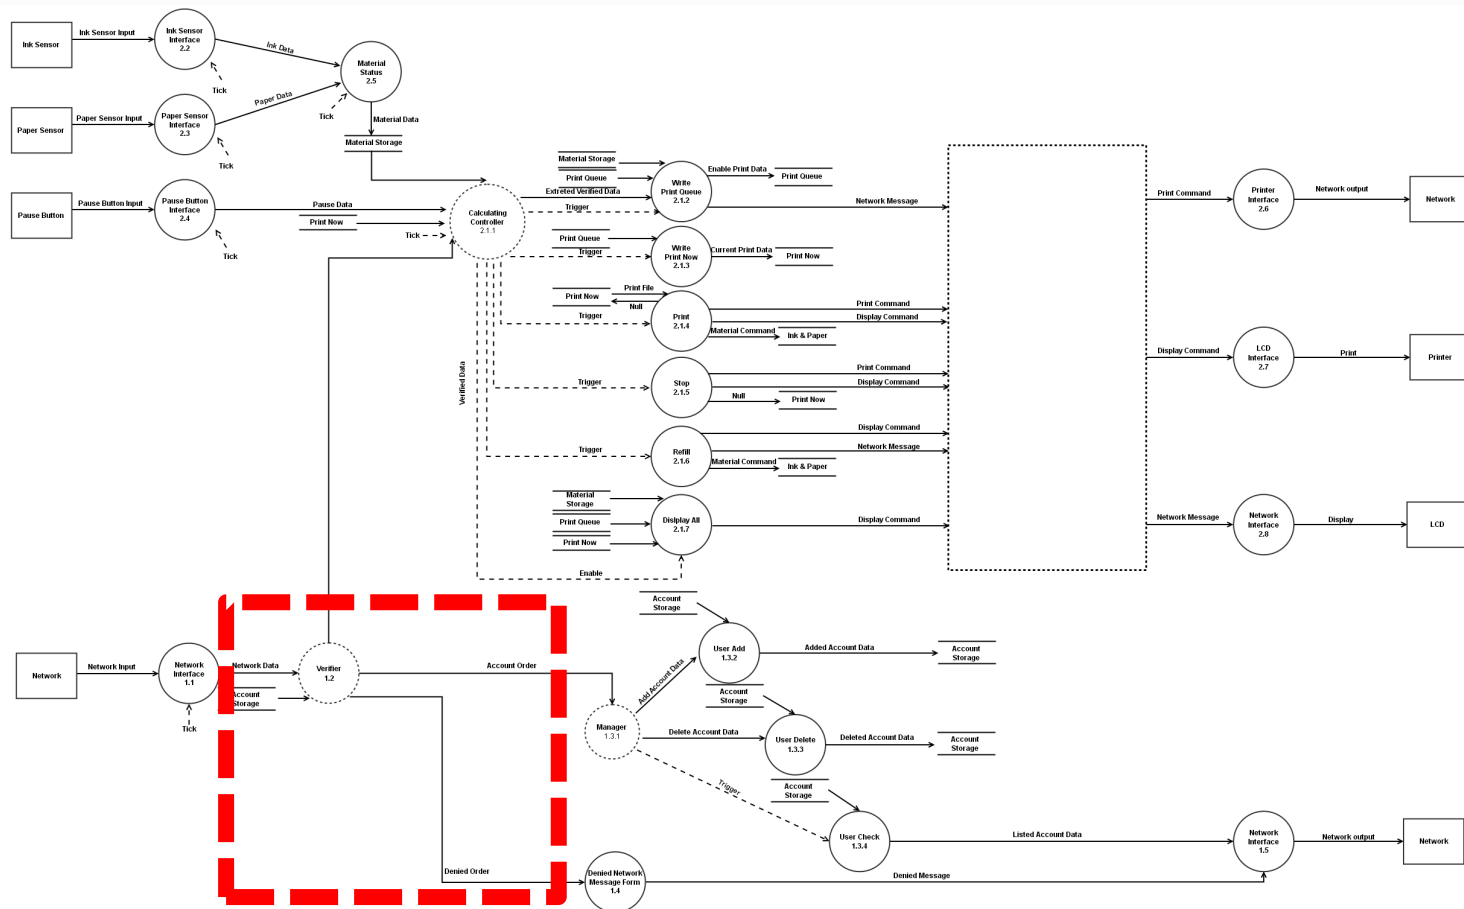 Ink Sensor
Ink Sensor Input
Ink Sensor
Interface
2.2
Ink Data
Tick
Material
Status
2.5
Paper Sensor
Paper Sensor Input
Paper Sensor
Interface
2.3
Paper Data
Tick
Tick
Material Data
Material Storage
Pause Button
Pause Button Input
Pause Button
Interface
2.4
Tick
Pause Data
Print Now
Tick
Calculating
Controller
2.1.1
Material Storage
Print Queue
Extreted Verified Data
Trigger
Write
Print Queue
2.1.2
Enable Print Data
Print Queue
Network Message
Print Queue
Trigger
Write
Print Now
2.1.3
Current Print Data
Print Now
Print Now
Print File
Null
Trigger
Print
2.1.4
Print Command
Display Command
Material Command
Ink & Paper
Verified Data
Trigger
Stop
2.1.5
Print Command
Display Command
Null
Print Now
Trigger
Refill
2.1.6
Display Command
Network Message
Material Command
Ink & Paper
Material
Storage
Print Queue
Print Now
Dislplay All
2.1.7
Display Command
Enable
Print Command
Printer
Interface
2.6
Network output
Network
Display Command
LCD
Interface
2.7
Print
Printer
Network Message
Network
Interface
2.8
Display
LCD
Network
Network Input
Network
Interface
1.1
Tick
Network Data
Account
Storage
Verifier
1.2
Account Order
Denied Order
Manager
1.3.1
Add Account Data
Account
Storage
User Add
1.3.2
Added Account Data
Account
Storage
Delete Account Data
Account
Storage
User Delete
1.3.3
Deleted Account Data
Account
Storage
Trigger
Account
Storage
User Check
1.3.4
Listed Account Data
Denied Network
Message Form
1.4
Denied Message
Network
Interface
1.5
Network output
Network